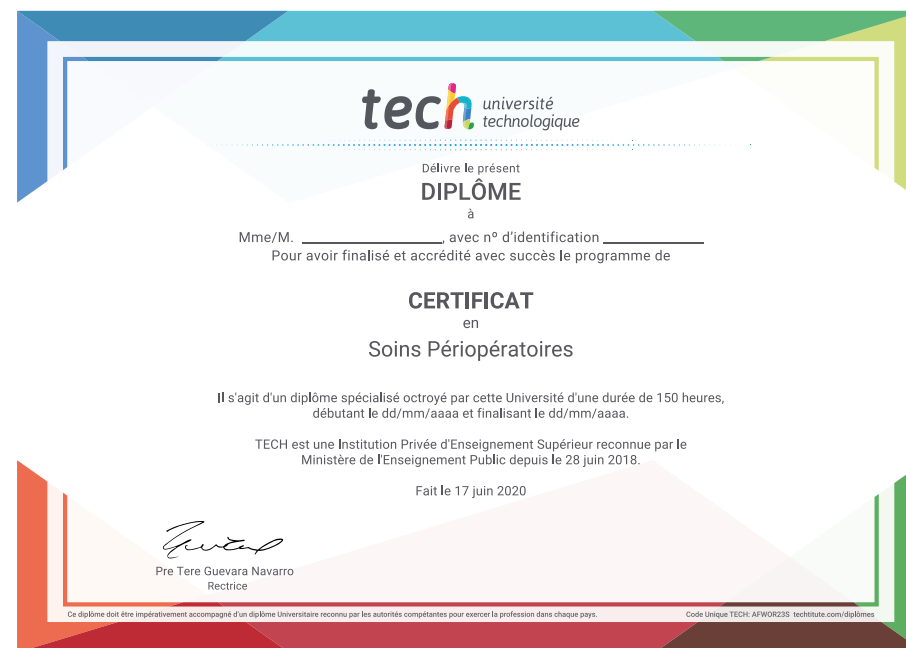 tech université
technologique
Délivre le présent
DIPLÔME
à
Mme/M. ____________________, avec nº d'identification ______________
Pour avoir finalisé et accrédité avec succès le programme de
CERTIFICAT
en
Soins Périopératoires
Il s'agit d'un diplôme spécialisé octroyé par cette Université d'une durée de 150 heures,
débutant le dd/mm/aaaa et finalisant le dd/mm/aaaa.
TECH est une Institution Privée d'Enseignement Supérieur reconnue par le
Ministère de l'Enseignement Public depuis le 28 juin 2018.
Fait le 17 juin 2020
Pre Tere Guevara Navarro
Rectrice
Ce diplôme doit être impérativement accompagné d'un diplôme Universitaire reconnu par les autorités compétentes pour exercer la profession dans chaque pays.
Code Unique TECH: AFWOR23S techtitute.com/diplômes